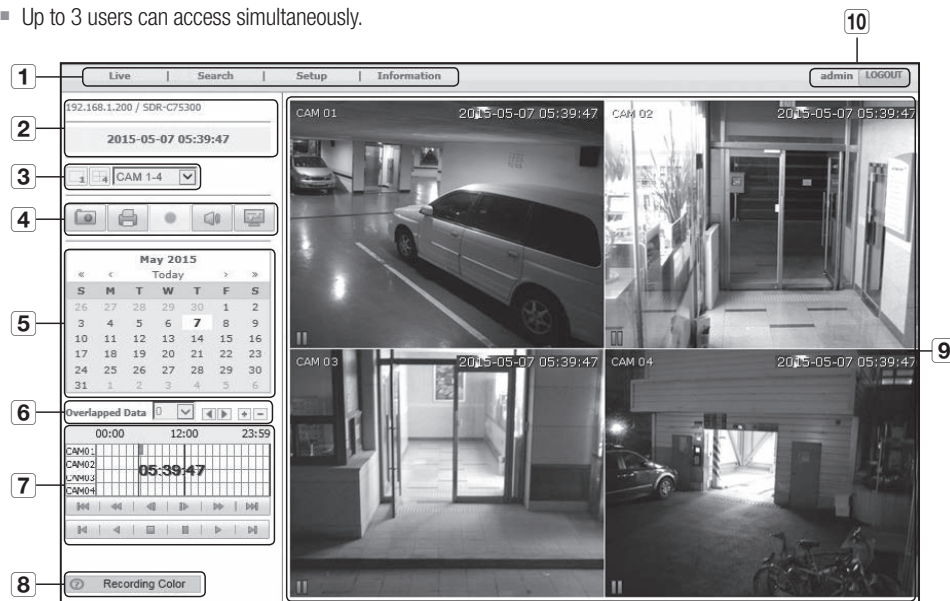 ■ Up to 3 users can access simultaneously.
10
1
Live | Search | Setup | Information
admin LOGOUT
2
192.168.1.200 / SDR-C75300
2015-05-07 05:39:47
3
1 4 CAM 1-4
4
5
May 2015
« < Today > »
S M T W T F S
26 27 28 29 30 1 2
3 4 5 6 7 8 9
10 11 12 13 14 15 16
17 18 19 20 21 22 23
24 25 26 27 28 29 30
31 1 2 3 4 5 6
6
Overlapped Data 0 + -
7
00:00 12:00 23:59
CAM01
CAM02
CAM03
CAM04
05:39:47
8
? Recording Color
CAM 01 2015-05-07 05:39:47
CAM 02 2015-05-07 05:39:47
9
CAM 03 2015-05-07 05:39:47
CAM 04 2015-05-07 05:39:47